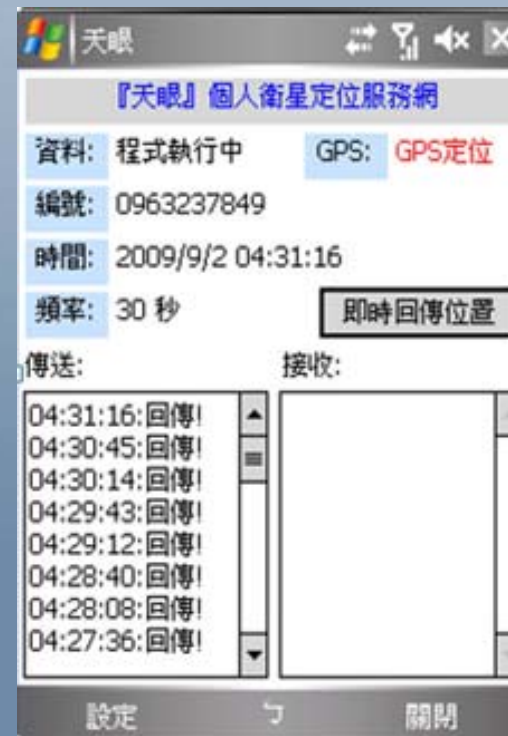 天眼
『天眼』個人衛星定位服務網
資料: 程式執行中 GPS: GPS定位
編號: 0963237849
時間: 2009/9/2 04:31:16
頻率: 30 秒 即時回傳位置
傳送: 接收:
04:31:16:回傳!
04:30:45:回傳!
04:30:14:回傳!
04:29:43:回傳!
04:29:12:回傳!
04:28:40:回傳!
04:28:08:回傳!
04:27:36:回傳!
設定 ㄅ 關閉